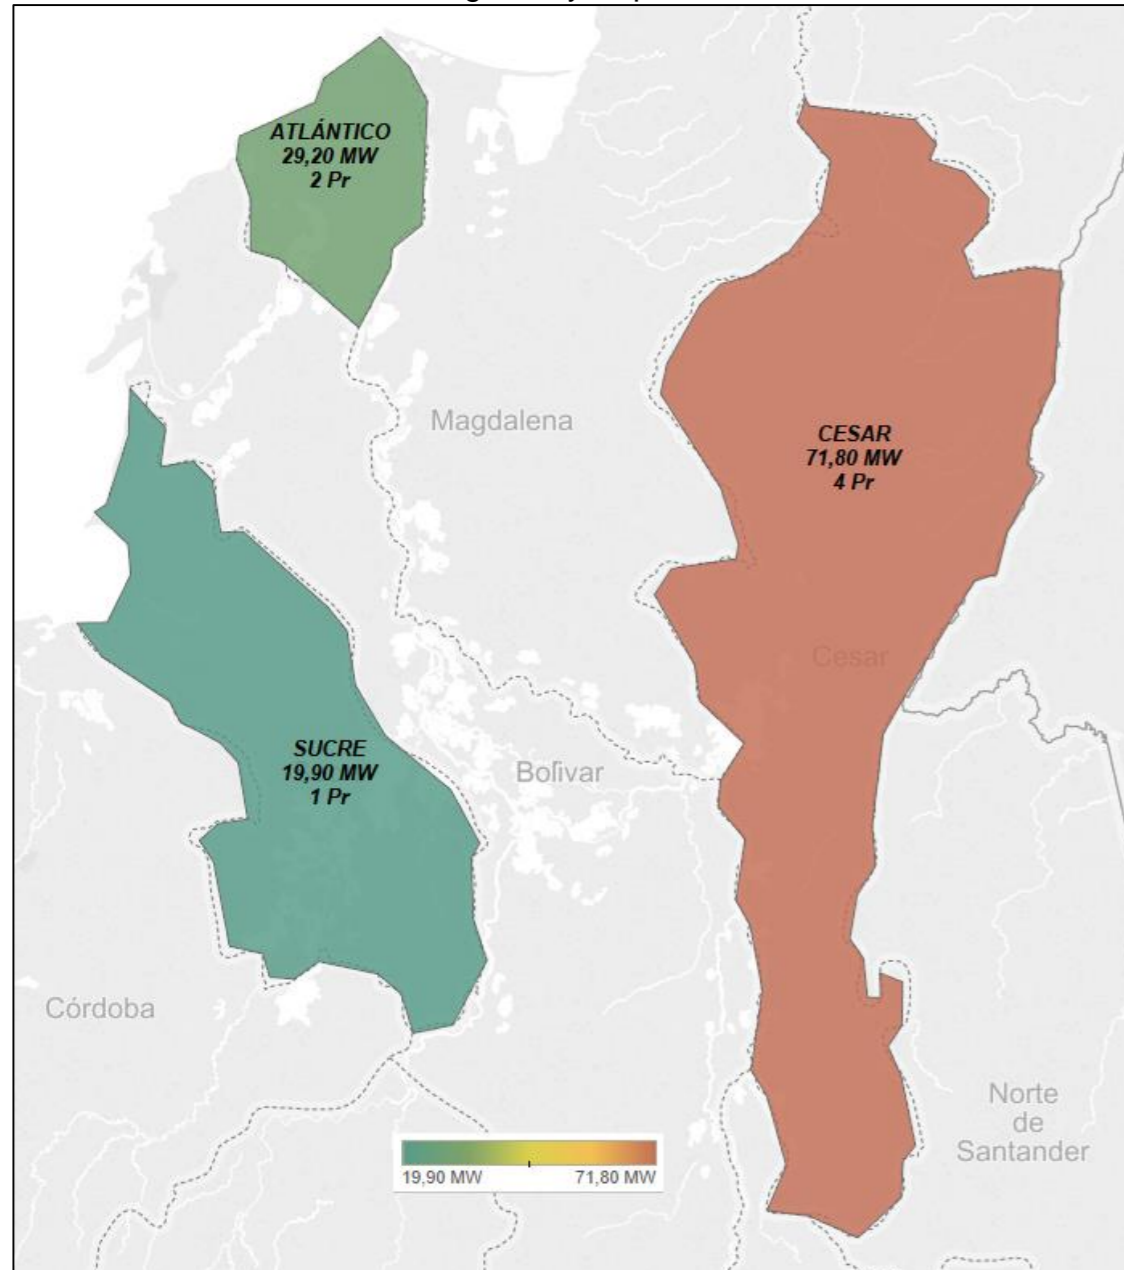 ATLÁNTICO
29,20 MW
2 Pr
Magdalena
CESAR
71,80 MW
4 Pr
Cesar
SUCRE
19,90 MW
1 Pr
Bolívar
Córdoba
Norte
de
Santander
19,90 MW
71,80 MW